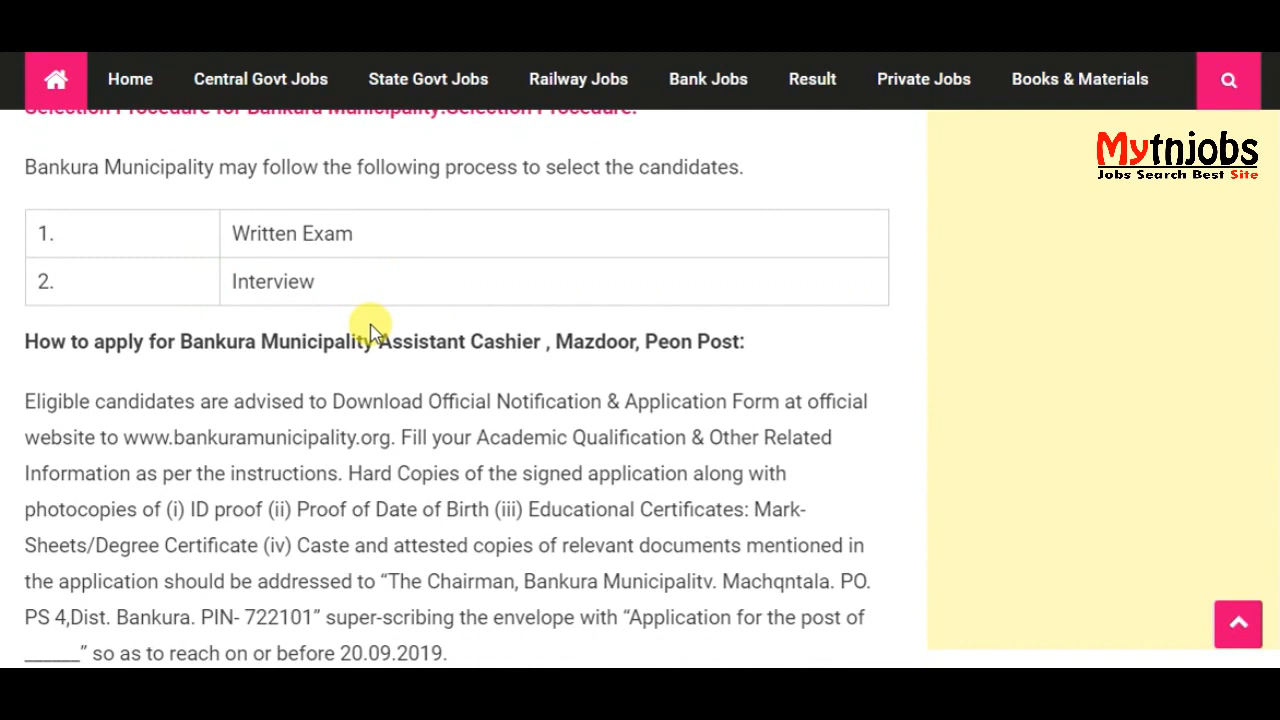 Home Central Govt Jobs State Govt Jobs Railway Jobs Bank Jobs Result Private Jobs Books & Materials
Selection Procedure for Bankura Municipality:Selection Procedure:
Mytnjobs
Jobs Search Best Site
Bankura Municipality may follow the following process to select the candidates.
1. Written Exam
2. Interview
How to apply for Bankura Municipality Assistant Cashier , Mazdoor, Peon Post:
Eligible candidates are advised to Download Official Notification & Application Form at official
website to www.bankuramunicipality.org. Fill your Academic Qualification & Other Related
Information as per the instructions. Hard Copies of the signed application along with
photocopies of (i) ID proof (ii) Proof of Date of Birth (iii) Educational Certificates: Mark-
Sheets/Degree Certificate (iv) Caste and attested copies of relevant documents mentioned in
the application should be addressed to “The Chairman, Bankura Municipalitv. Machqntala. PO.
PS 4,Dist. Bankura. PIN- 722101” super-scribing the envelope with “Application for the post of
______” so as to reach on or before 20.09.2019.